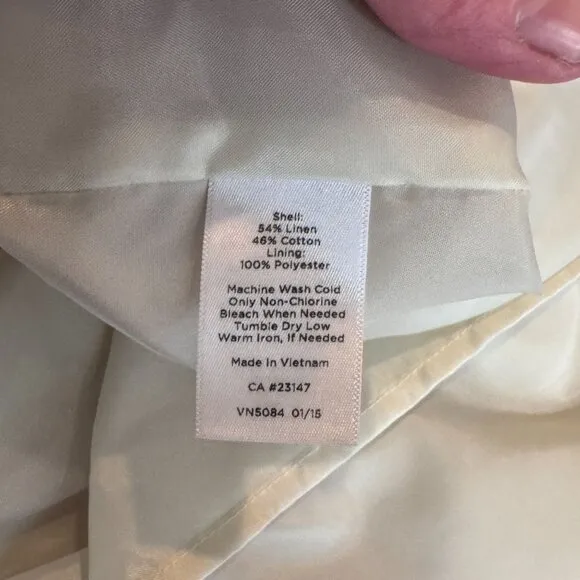 Shell:
54% Linen
46% Cotton
Lining:
100% Polyester
Machine Wash Cold
Only Non-Chlorine
Bleach When Needed
Tumble Dry Low
Warm Iron, If Needed
Made In Vietnam
CA #23147
VN5084 01/15